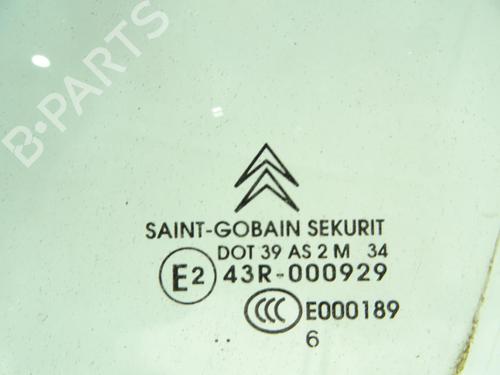 B-PARTS
SAINT-GOBAIN SEKURIT
DOT 39 AS 2 M 34
E2 43R-000929
CCC E000189
6